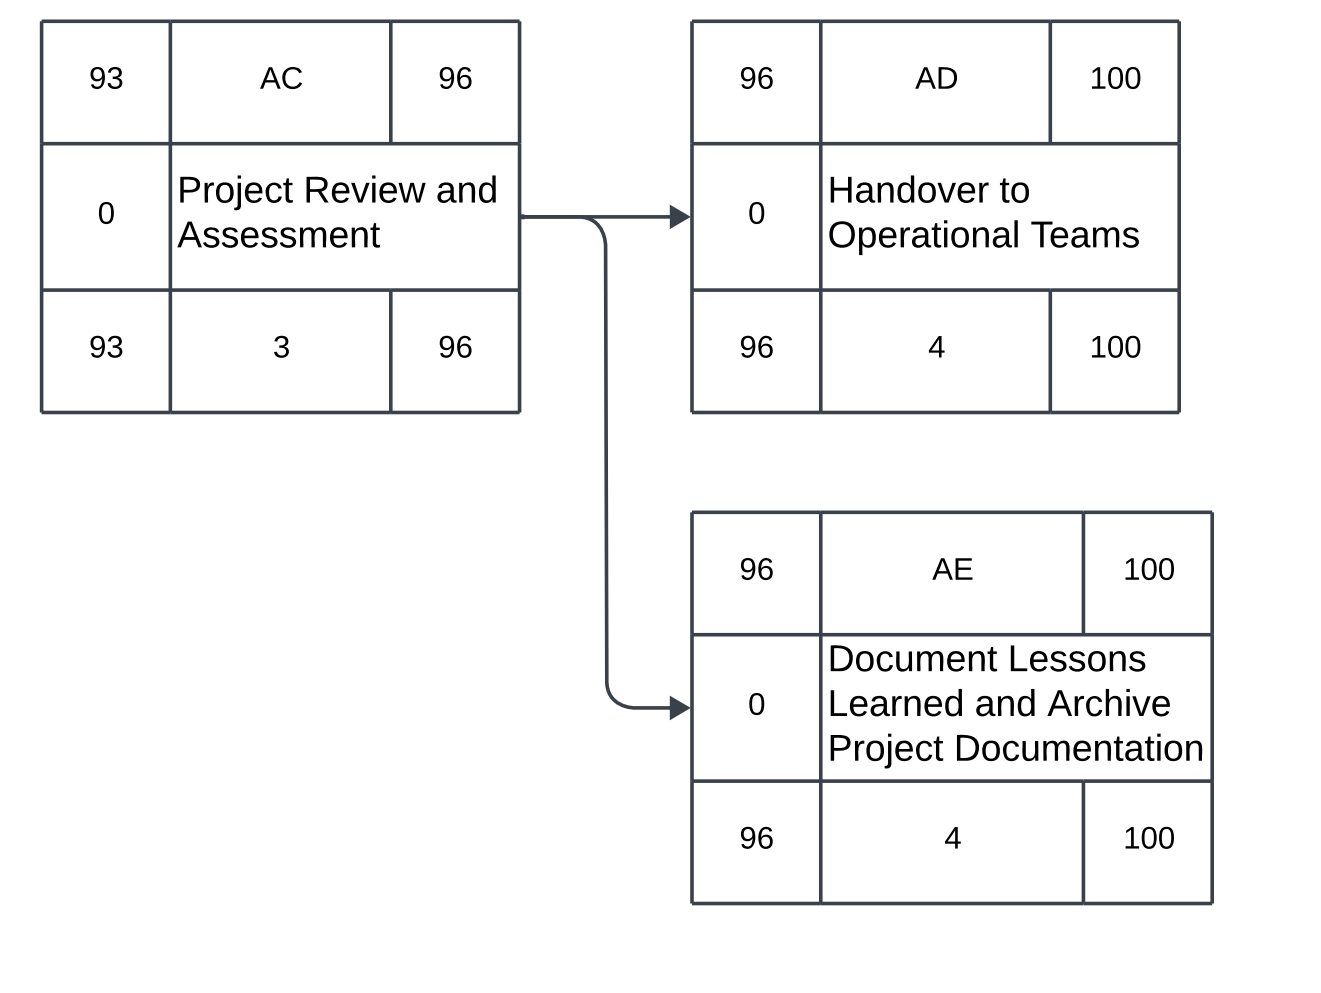 93 AC 96
0 Project Review and
Assessment
93 3 96
96 AD 100
0 Handover to
Operational Teams
96 4 100
96 AE 100
0 Document Lessons
Learned and Archive
Project Documentation
96 4 100